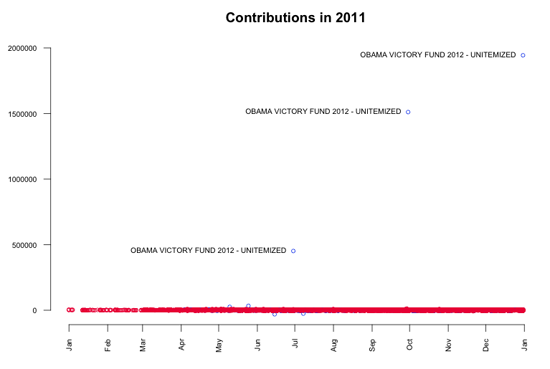 Contributions in 2011
2000000
OBAMA VICTORY FUND 2012 - UNITEMIZED
1500000
OBAMA VICTORY FUND 2012 - UNITEMIZED
1000000
500000
OBAMA VICTORY FUND 2012 - UNITEMIZED
0
Jan Feb Mar Apr May Jun Jul Aug Sep Oct Nov Dec Jan